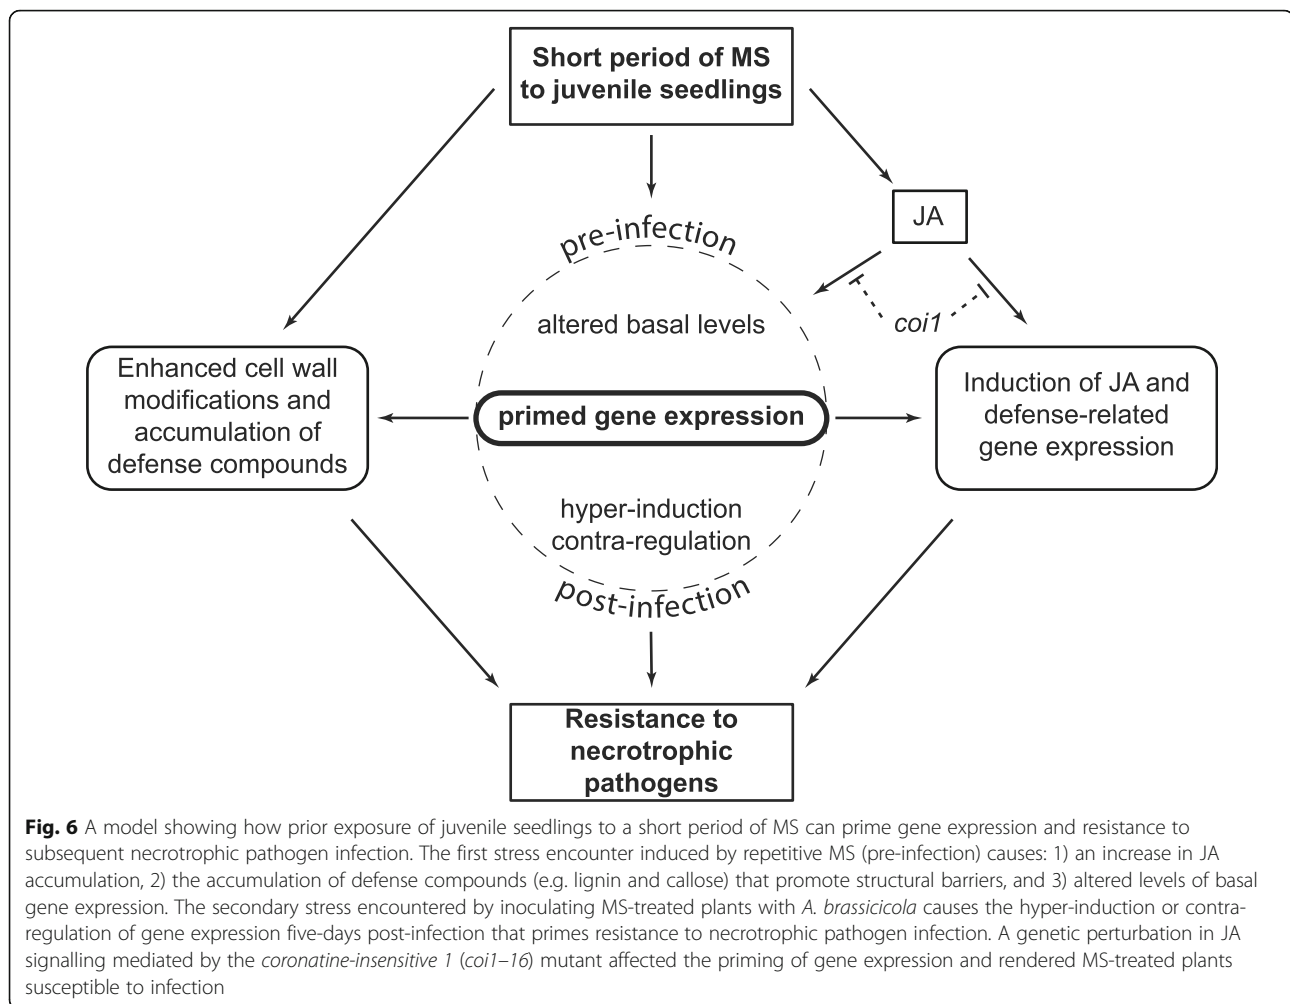 Short period of MS
to juvenile seedlings
JA
pre-infection
altered basal levels
coi1
Enhanced cell wall
modifications and
accumulation of
defense compounds
primed gene expression
Induction of JA and
defense-related
gene expression
hyper-induction
contra-regulation
post-infection
Resistance to
necrotrophic
pathogens
Fig. 6 A model showing how prior exposure of juvenile seedlings to a short period of MS can prime gene expression and resistance to
subsequent necrotrophic pathogen infection. The first stress encounter induced by repetitive MS (pre-infection) causes: 1) an increase in JA
accumulation, 2) the accumulation of defense compounds (e.g. lignin and callose) that promote structural barriers, and 3) altered levels of basal
gene expression. The secondary stress encountered by inoculating MS-treated plants with A. brassicicola causes the hyper-induction or contra-
regulation of gene expression five-days post-infection that primes resistance to necrotrophic pathogen infection. A genetic perturbation in JA
signalling mediated by the coronatine-insensitive 1 (coi1–16) mutant affected the priming of gene expression and rendered MS-treated plants
susceptible to infection